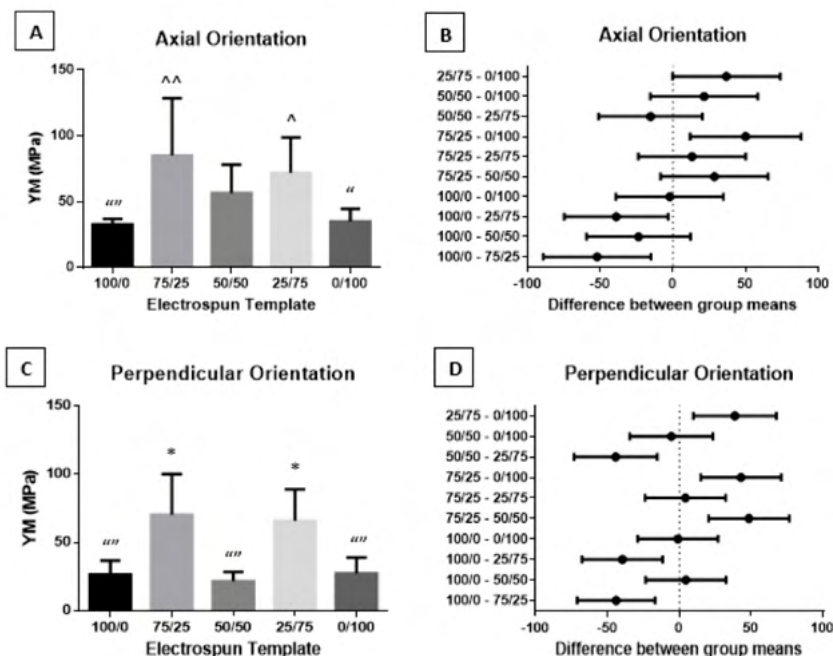 A
Axial Orientation
150
100
50
0
YM (MPa)
“”
^^
^
“
100/0 75/25 50/50 25/75 0/100
Electrospun Template
B
Axial Orientation
25/75 - 0/100
50/50 - 0/100
50/50 - 25/75
75/25 - 0/100
75/25 - 25/75
75/25 - 50/50
100/0 - 0/100
100/0 - 25/75
100/0 - 50/50
100/0 - 75/25
-100 -50 0 50 100
Difference between group means
C
Perpendicular Orientation
150
100
50
0
YM (MPa)
“”
*
“”
*
“”
100/0 75/25 50/50 25/75 0/100
Electrospun Template
D
Perpendicular Orientation
25/75 - 0/100
50/50 - 0/100
50/50 - 25/75
75/25 - 0/100
75/25 - 25/75
75/25 - 50/50
100/0 - 0/100
100/0 - 25/75
100/0 - 50/50
100/0 - 75/25
-100 -50 0 50 100
Difference between group means